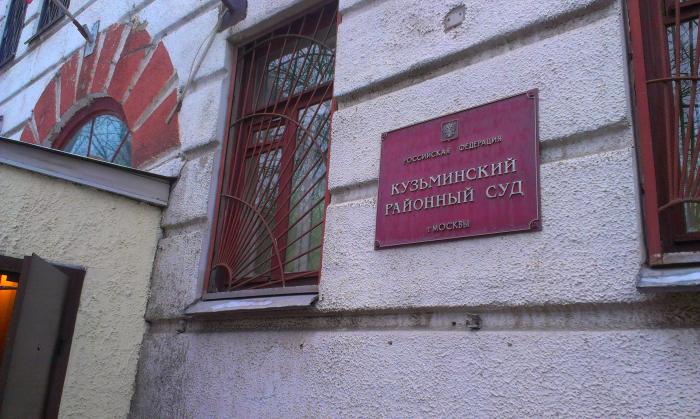 РОССИЙСКАЯ ФЕДЕРАЦИЯ
КУЗЬМИНСКИЙ
РАЙОННЫЙ СУД
г.МОСКВЫ